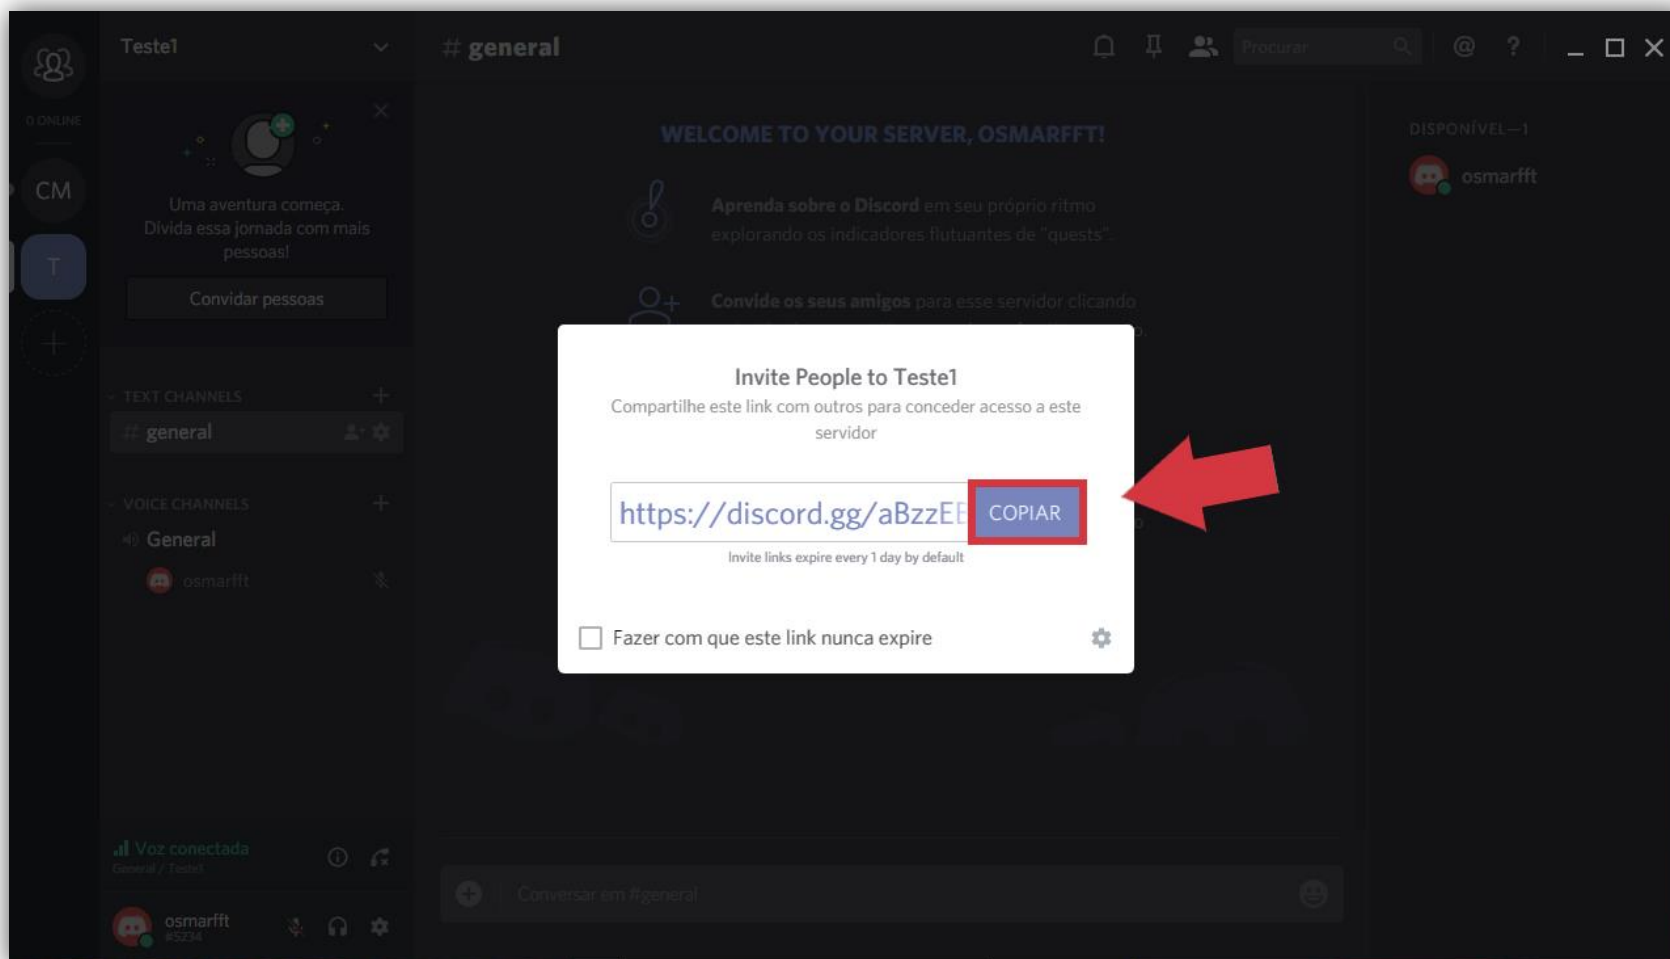 Teste1
# general
Procurar
@
?
0 ONLINE
CM
T
Uma aventura começa.
Divida essa jornada com mais
pessoas!
Convidar pessoas
TEXT CHANNELS
# general
VOICE CHANNELS
General
osmarfft
Voz conectada
General / Teste1
osmarfft
#5234
WELCOME TO YOUR SERVER, OSMARFFT!
Aprenda sobre o Discord em seu próprio ritmo
explorando os indicadores flutuantes de "quests".
Convide os seus amigos para esse servidor clicando
Invite People to Teste1
Compartilhe este link com outros para conceder acesso a este
servidor
https://discord.gg/aBzzEE
COPIAR
Invite links expire every 1 day by default
Fazer com que este link nunca expire
Conversar em #general
DISPONÍVEL—1
osmarfft